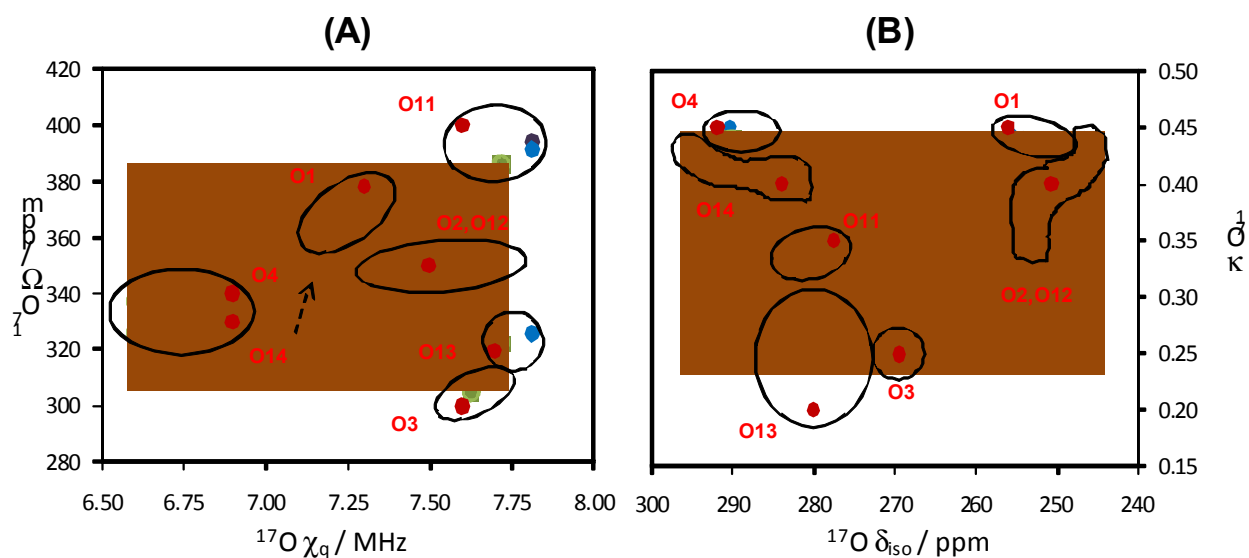 (A)
(B)
420
400
380
360
340
320
300
280
¹⁷O Ω / ppm
6.50
7.00
7.25
7.50
7.75
8.00
¹⁷O χq / MHz
O11
O1
O2,O12
O4
O14
O13
O3
0.50
0.45
0.40
0.35
0.30
0.25
0.20
0.15
¹⁷O κ
300
290
280
270
260
250
240
¹⁷O δiso / ppm
O4
O1
O14
O11
O2,O12
O3
O13